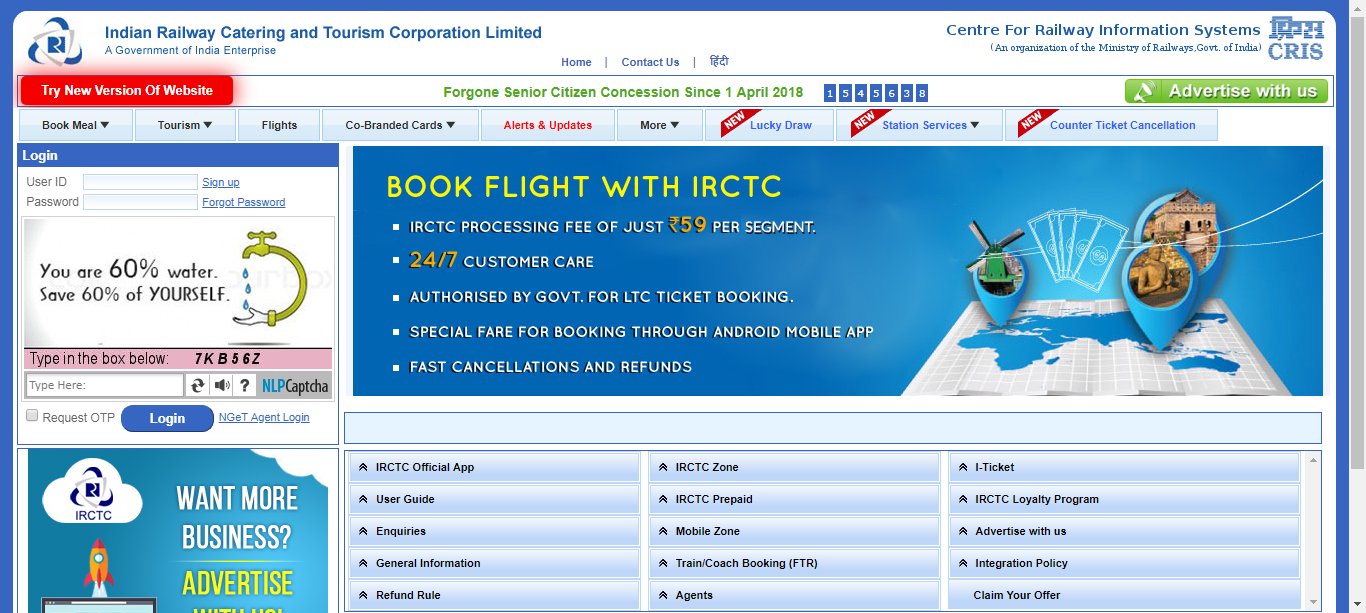 Indian Railway Catering and Tourism Corporation Limited
A Government of India Enterprise
Centre For Railway Information Systems
(An organization of the Ministry of Railways,Govt. of India)
CRIS
Home | Contact Us | हिंदी
Try New Version Of Website
Forgone Senior Citizen Concession Since 1 April 2018 1 5 4 5 6 3 8
Advertise with us
Book Meal
Tourism
Flights
Co-Branded Cards
Alerts & Updates
More
NEW Lucky Draw
NEW Station Services
NEW Counter Ticket Cancellation
Login
User ID Sign up
Password Forgot Password
You are 60% water.
Save 60% of YOURSELF.
Type in the box below: 7KB56Z
Type Here: ? NLPCaptcha
Request OTP Login NGeT Agent Login
BOOK FLIGHT WITH IRCTC
IRCTC PROCESSING FEE OF JUST ₹59 PER SEGMENT.
24/7 CUSTOMER CARE
AUTHORISED BY GOVT. FOR LTC TICKET BOOKING.
SPECIAL FARE FOR BOOKING THROUGH ANDROID MOBILE APP
FAST CANCELLATIONS AND REFUNDS
IRCTC
WANT MORE
BUSINESS?
ADVERTISE
WITH US!
IRCTC Official App
IRCTC Zone
I-Ticket
User Guide
IRCTC Prepaid
IRCTC Loyalty Program
Enquiries
Mobile Zone
Advertise with us
General Information
Train/Coach Booking (FTR)
Integration Policy
Refund Rule
Agents
Claim Your Offer